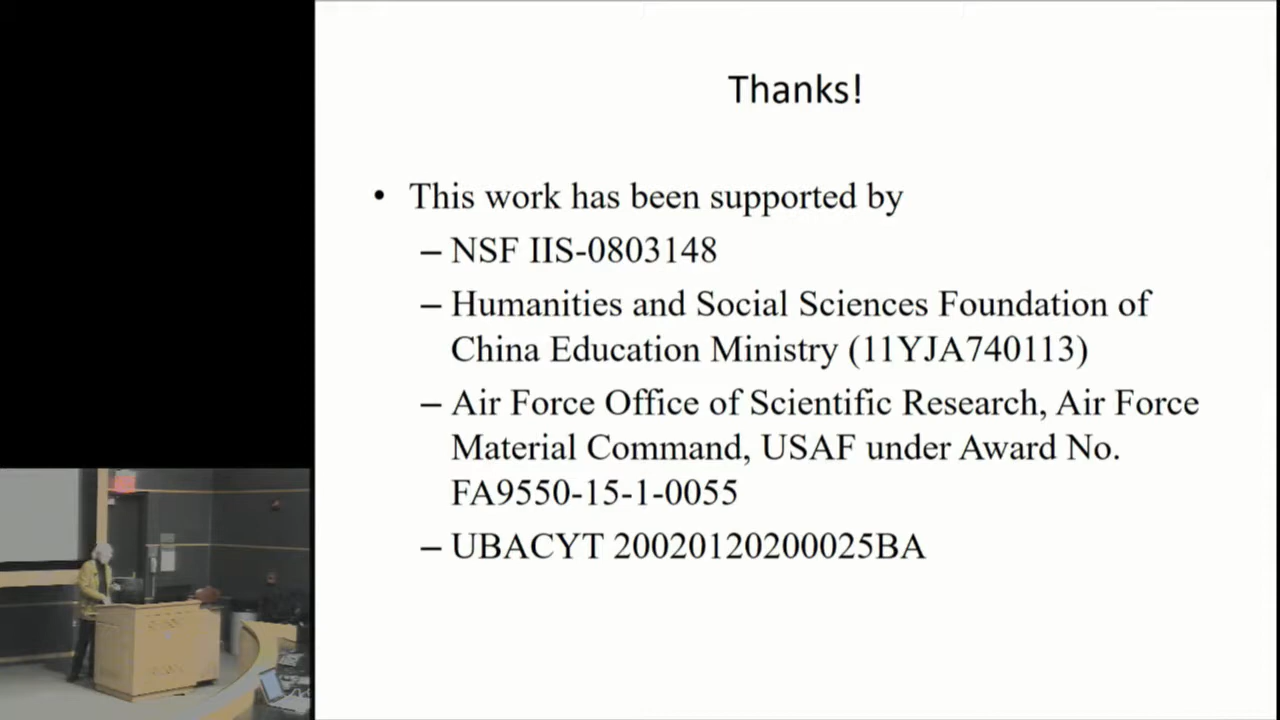 Thanks!
• This work has been supported by
– NSF IIS-0803148
– Humanities and Social Sciences Foundation of
China Education Ministry (11YJA740113)
– Air Force Office of Scientific Research, Air Force
Material Command, USAF under Award No.
FA9550-15-1-0055
– UBACYT 20020120200025BA